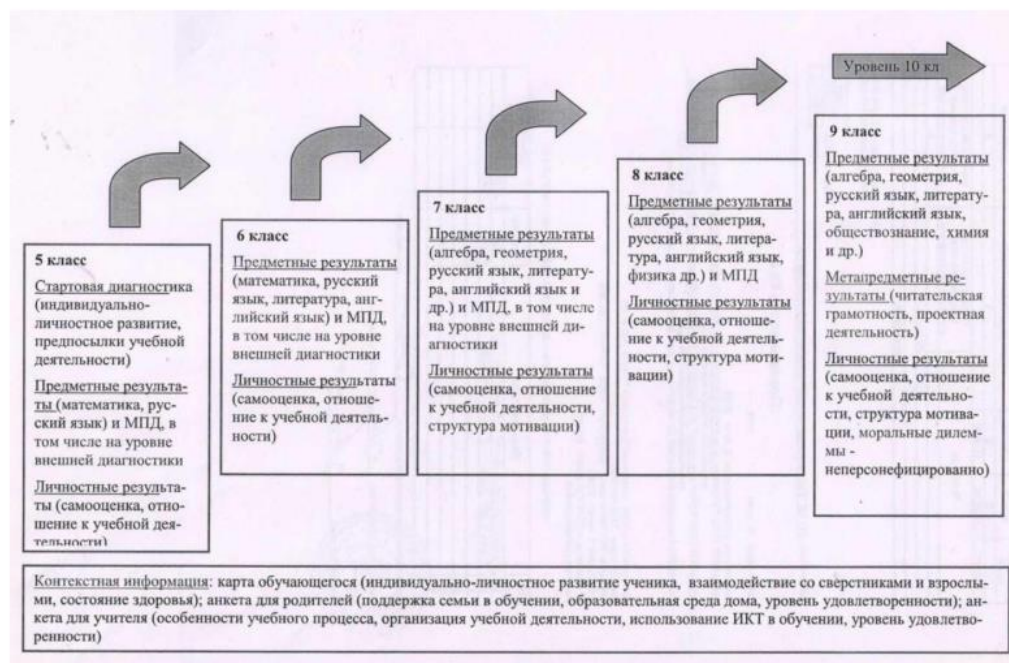 Уровень 10 кл
5 класс
Стартовая диагностика
(индивидуально-
личностное развитие,
предпосылки учебной
деятельности)
Предметные результа-
ты (математика, рус-
ский язык) и МПД, в
том числе на уровне
внешней диагностики
Личностные результа-
ты (самооценка, отно-
шение к учебной дея-
тельности)
6 класс
Предметные результаты
(математика, русский
язык, литература, анг-
лийский язык) и МПД,
в том числе на уровне
внешней диагностики
Личностные результаты
(самооценка, отноше-
ние к учебной деятель-
ности)
7 класс
Предметные результаты
(алгебра, геометрия,
русский язык, литерату-
ра, английский язык и
др.) и МПД, в том числе
на уровне внешней ди-
агностики
Личностные результаты
(самооценка, отношение
к учебной деятельности,
структура мотивации)
8 класс
Предметные результаты
(алгебра, геометрия,
русский язык, литера-
тура, английский язык,
физика др.) и МПД
Личностные результаты
(самооценка, отноше-
ние к учебной деятель-
ности, структура моти-
вации)
9 класс
Предметные результаты
(алгебра, геометрия,
русский язык, литерату-
ра, английский язык,
обществознание, химия
и др.)
Метапредметные ре-
зультаты (читательская
грамотность, проектная
деятельность)
Личностные результаты
(самооценка, отношение
к учебной деятельно-
сти, структура мотива-
ции, моральные дилем-
мы -
неперсонефицированно)
Контекстная информация: карта обучающегося (индивидуально-личностное развитие ученика, взаимодействие со сверстниками и взрослы-
ми, состояние здоровья); анкета для родителей (поддержка семьи в обучении, образовательная среда дома, уровень удовлетворенности); ан-
кета для учителя (особенности учебного процесса, организация учебной деятельности, использование ИКТ в обучении, уровень удовлетво-
ренности)